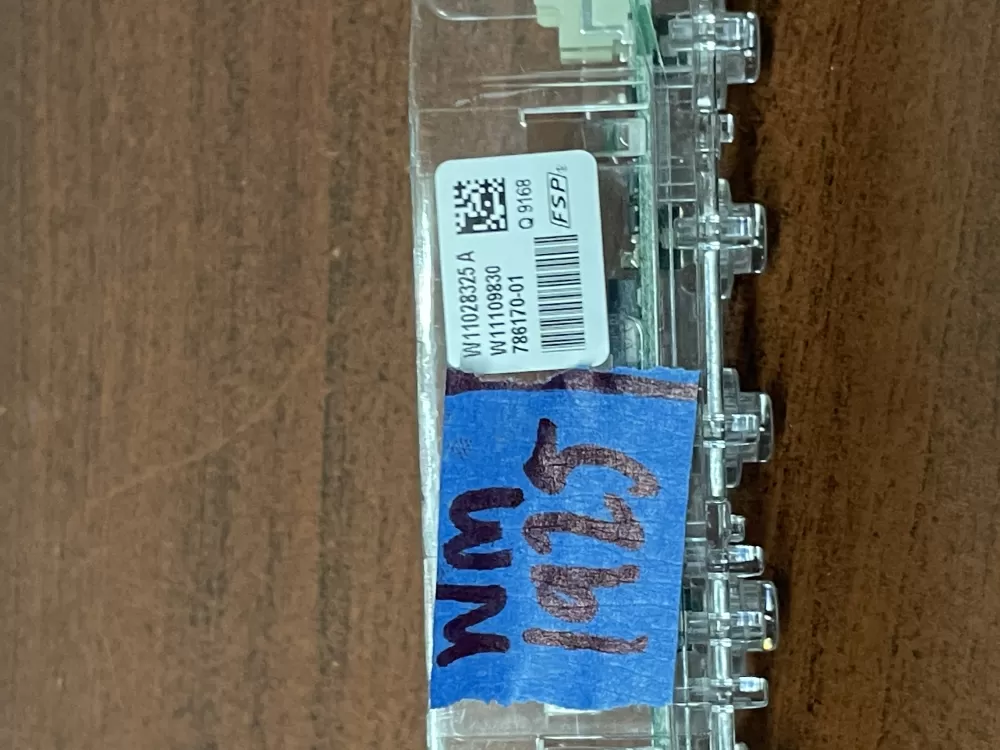 W11028325 A
W11109830
786170-01
Q 9168
FSP
WM
1925